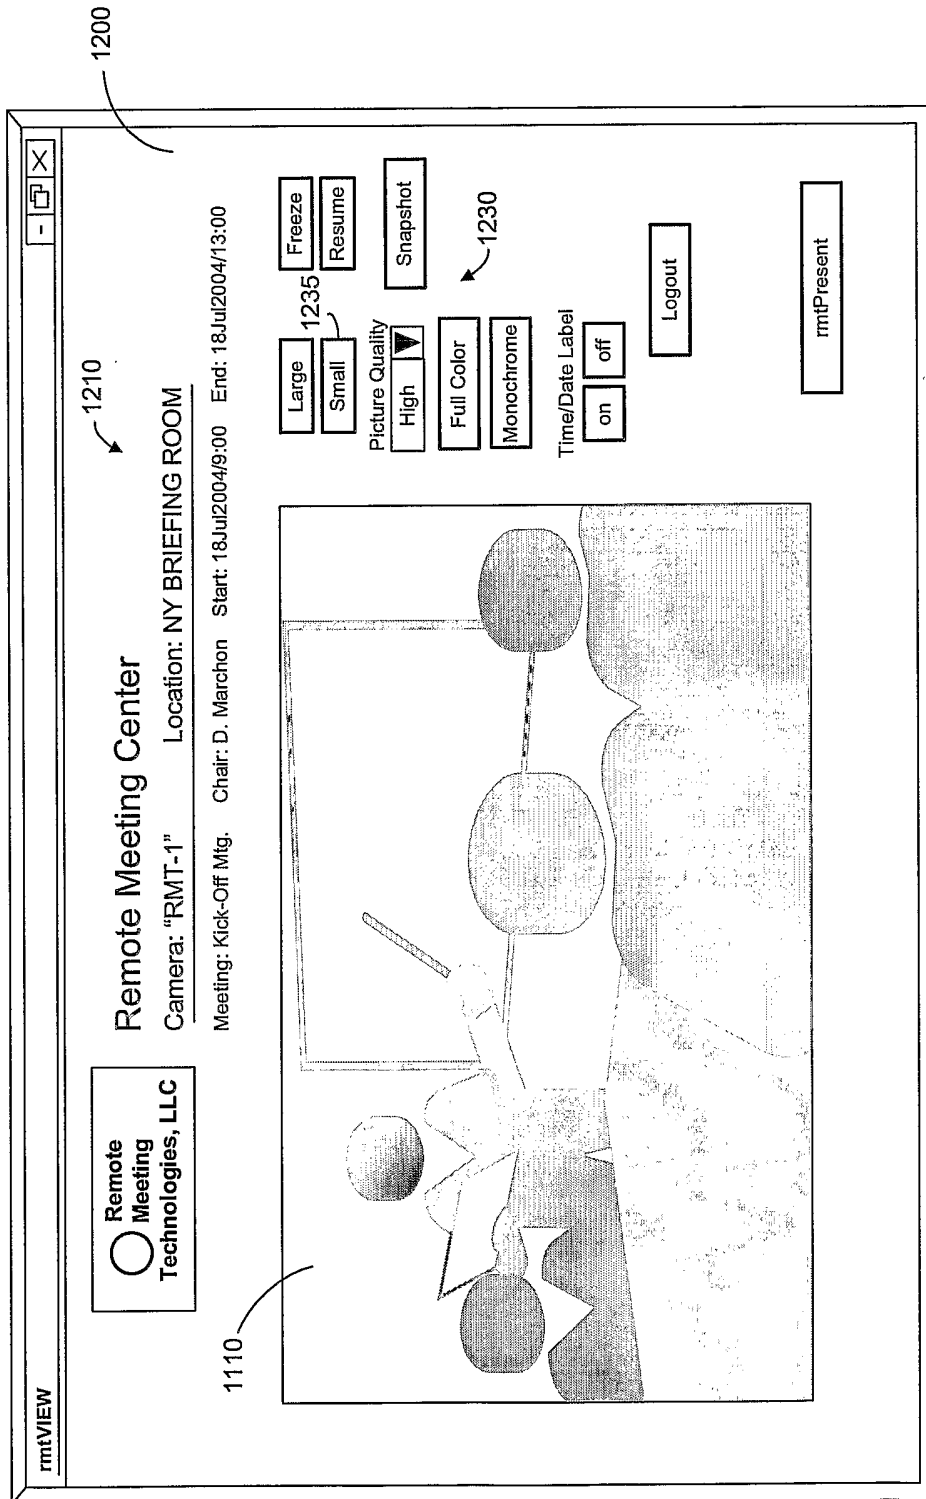 rmtVIEW
1200
Remote
Meeting
Technologies, LLC
Remote Meeting Center
1210
Camera: "RMT-1" Location: NY BRIEFING ROOM
Meeting: Kick-Off Mtg. Chair: D. Marchon Start: 18Jul2004/9:00 End: 18Jul2004/13:00
1110
Large
Freeze
1235
Small
Resume
Picture Quality
High
Snapshot
Full Color
1230
Monochrome
Time/Date Label
on
off
Logout
rmtPresent